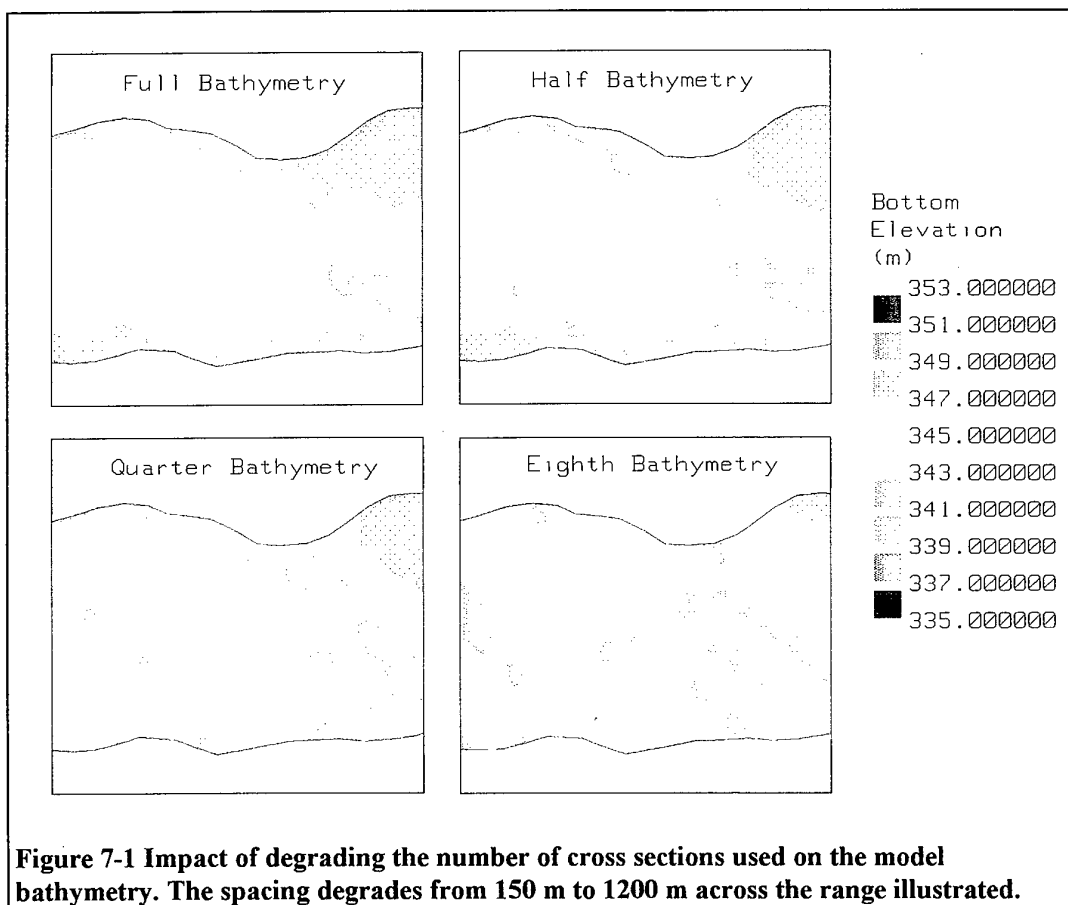 Full Bathymetry
Half Bathymetry
Quarter Bathymetry
Eighth Bathymetry
Bottom
Elevation
(m)
353.000000
351.000000
349.000000
347.000000
345.000000
343.000000
341.000000
339.000000
337.000000
335.000000
Figure 7-1 Impact of degrading the number of cross sections used on the model
bathymetry. The spacing degrades from 150 m to 1200 m across the range illustrated.